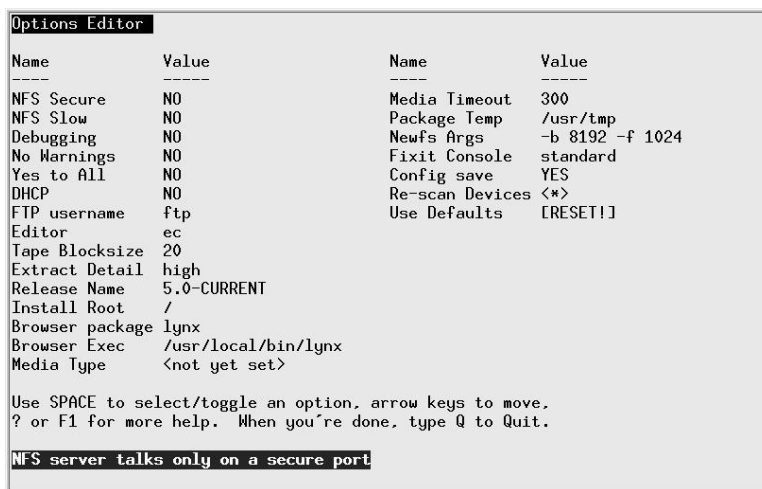 Options Editor
Name Value Name Value
---- ----- ---- -----
NFS Secure NO Media Timeout 300
NFS Slow NO Package Temp /usr/tmp
Debugging NO Newfs Args -b 8192 -f 1024
No Warnings NO Fixit Console standard
Yes to All NO Config save YES
DHCP NO Re-scan Devices <*>
FTP username ftp Use Defaults [RESET!]
Editor ec
Tape Blocksize 20
Extract Detail high
Release Name 5.0-CURRENT
Install Root /
Browser package lynx
Browser Exec /usr/local/bin/lynx
Media Type <not yet set>
Use SPACE to select/toggle an option, arrow keys to move,
? or F1 for more help. When you're done, type Q to Quit.
NFS server talks only on a secure port